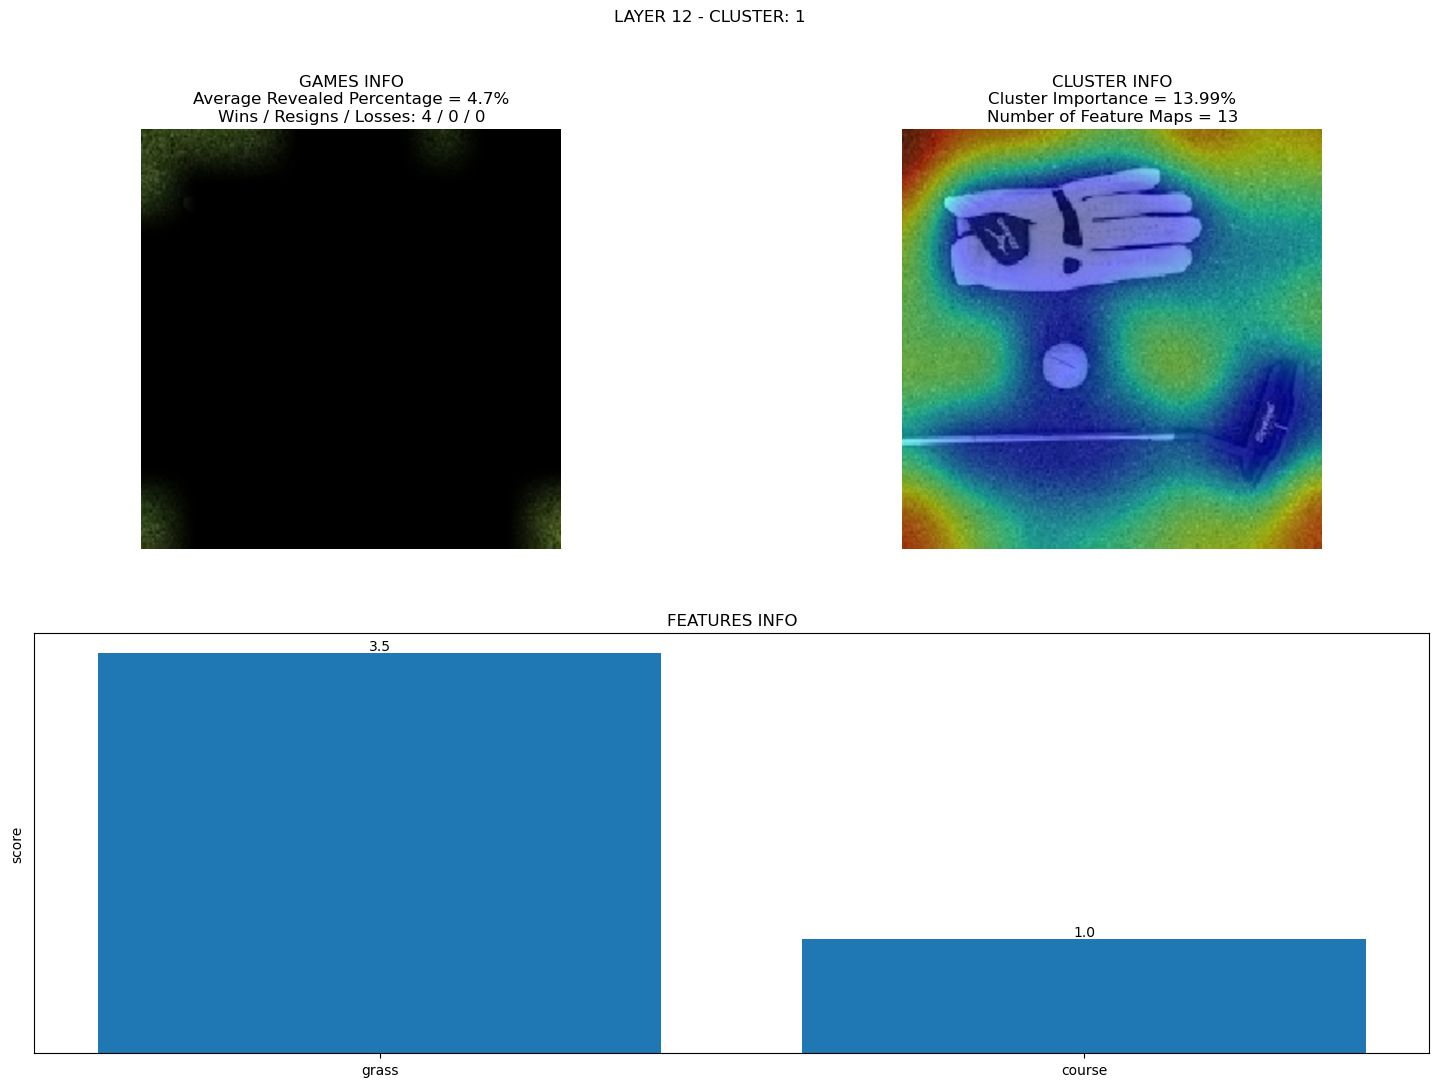 LAYER 12 - CLUSTER: 1
GAMES INFO
Average Revealed Percentage = 4.7%
Wins / Resigns / Losses: 4 / 0 / 0
CLUSTER INFO
Cluster Importance = 13.99%
Number of Feature Maps = 13
FEATURES INFO
score
3.5
1.0
grass
course